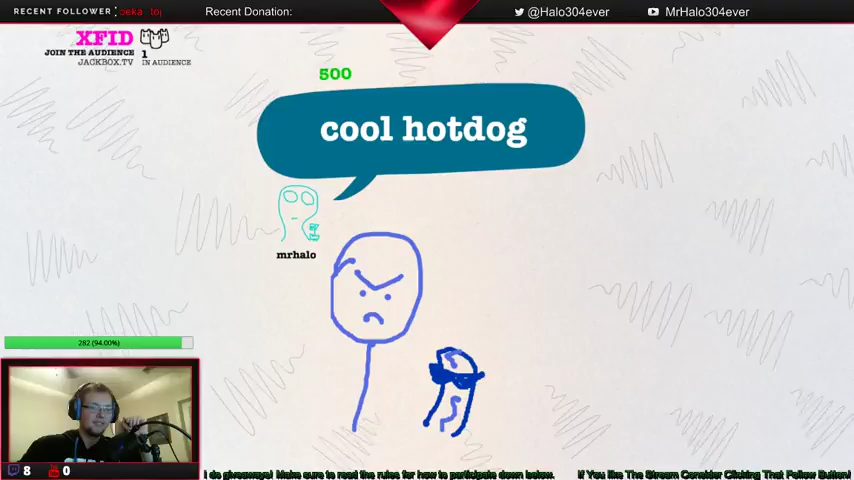 RECENT FOLLOWER
Recent Donation:
@Halo304ever
MrHalo304ever
XFID
JOIN THE AUDIENCE
JACKBOX.TV
1
IN AUDIENCE
500
cool hotdog
mrhalo
282 (94.00%)
8
0
I do giveaways! Make sure to read the rules for how to participate down below.
If You Like The Stream Consider Clicking That Follow Button!